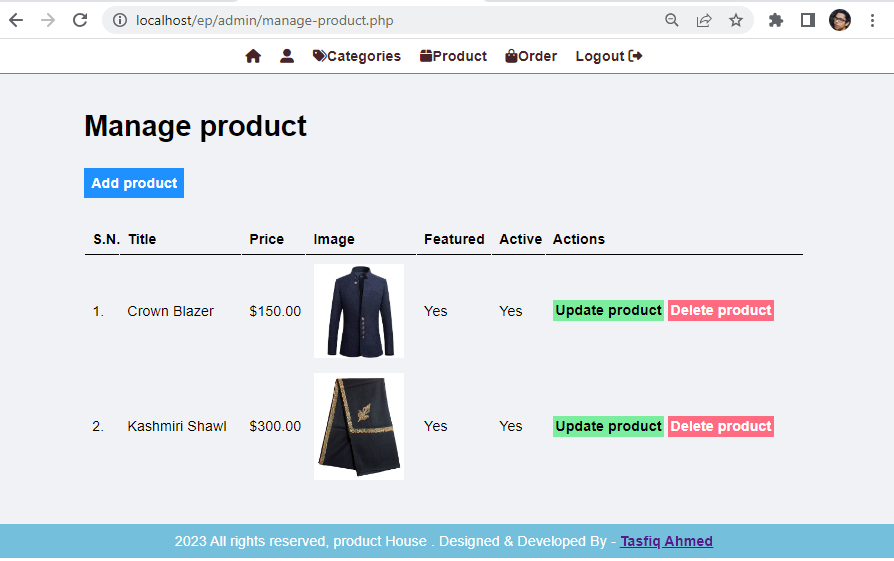 localhost/ep/admin/manage-product.php
Categories Product Order Logout
Manage product
Add product
S.N. Title Price Image Featured Active Actions
1. Crown Blazer $150.00 Yes Yes Update product Delete product
2. Kashmiri Shawl $300.00 Yes Yes Update product Delete product
2023 All rights reserved, product House . Designed & Developed By - Tasfiq Ahmed